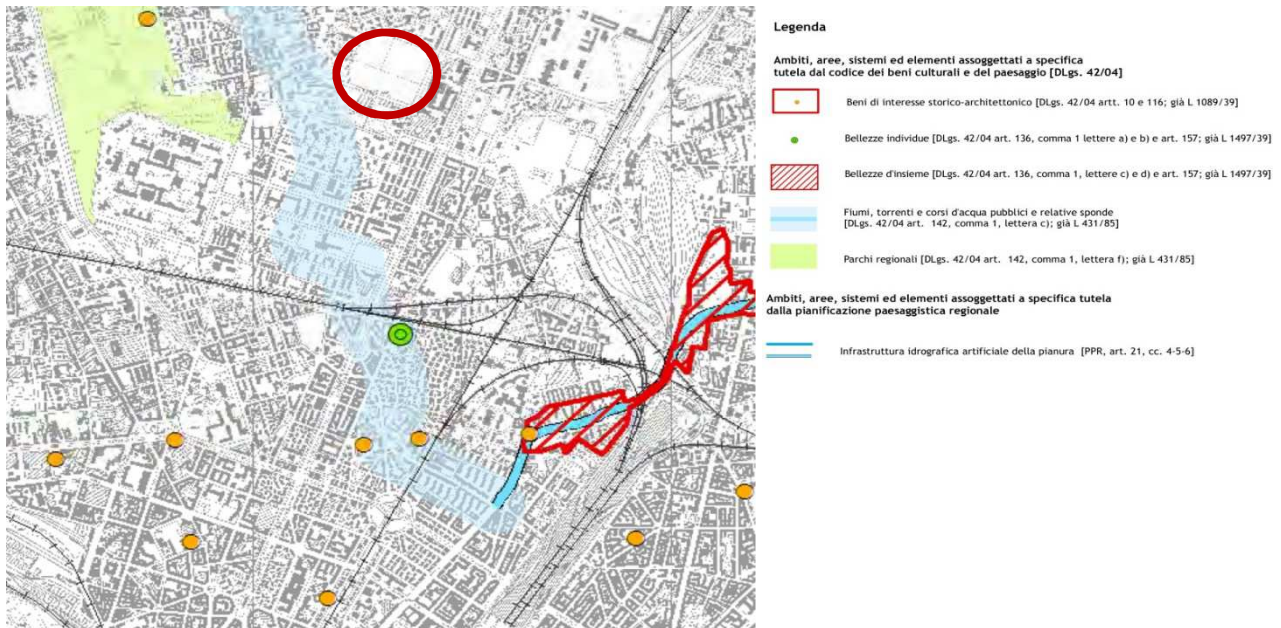 Legenda
Ambiti, aree, sistemi ed elementi assoggettati a specifica
tutela dal codice dei beni culturali e del paesaggio [DLgs. 42/04]
Beni di interesse storico-architettonico [DLgs. 42/04 artt. 10 e 116; già L 1089/39]
Bellezze individue [DLgs. 42/04 art. 136, comma 1 lettere a) e b) e art. 157; già L 1497/39]
Bellezze d'insieme [DLgs. 42/04 art. 136, comma 1, lettere c) e d) e art. 157; già L 1497/39]
Fiumi, torrenti e corsi d'acqua pubblici e relative sponde
[DLgs. 42/04 art. 142, comma 1, lettera c); già L 431/85]
Parchi regionali [DLgs. 42/04 art. 142, comma 1, lettera f); già L 431/85]
Ambiti, aree, sistemi ed elementi assoggettati a specifica tutela
dalla pianificazione paesaggistica regionale
Infrastruttura idrografica artificiale della pianura [PPR, art. 21, cc. 4-5-6]